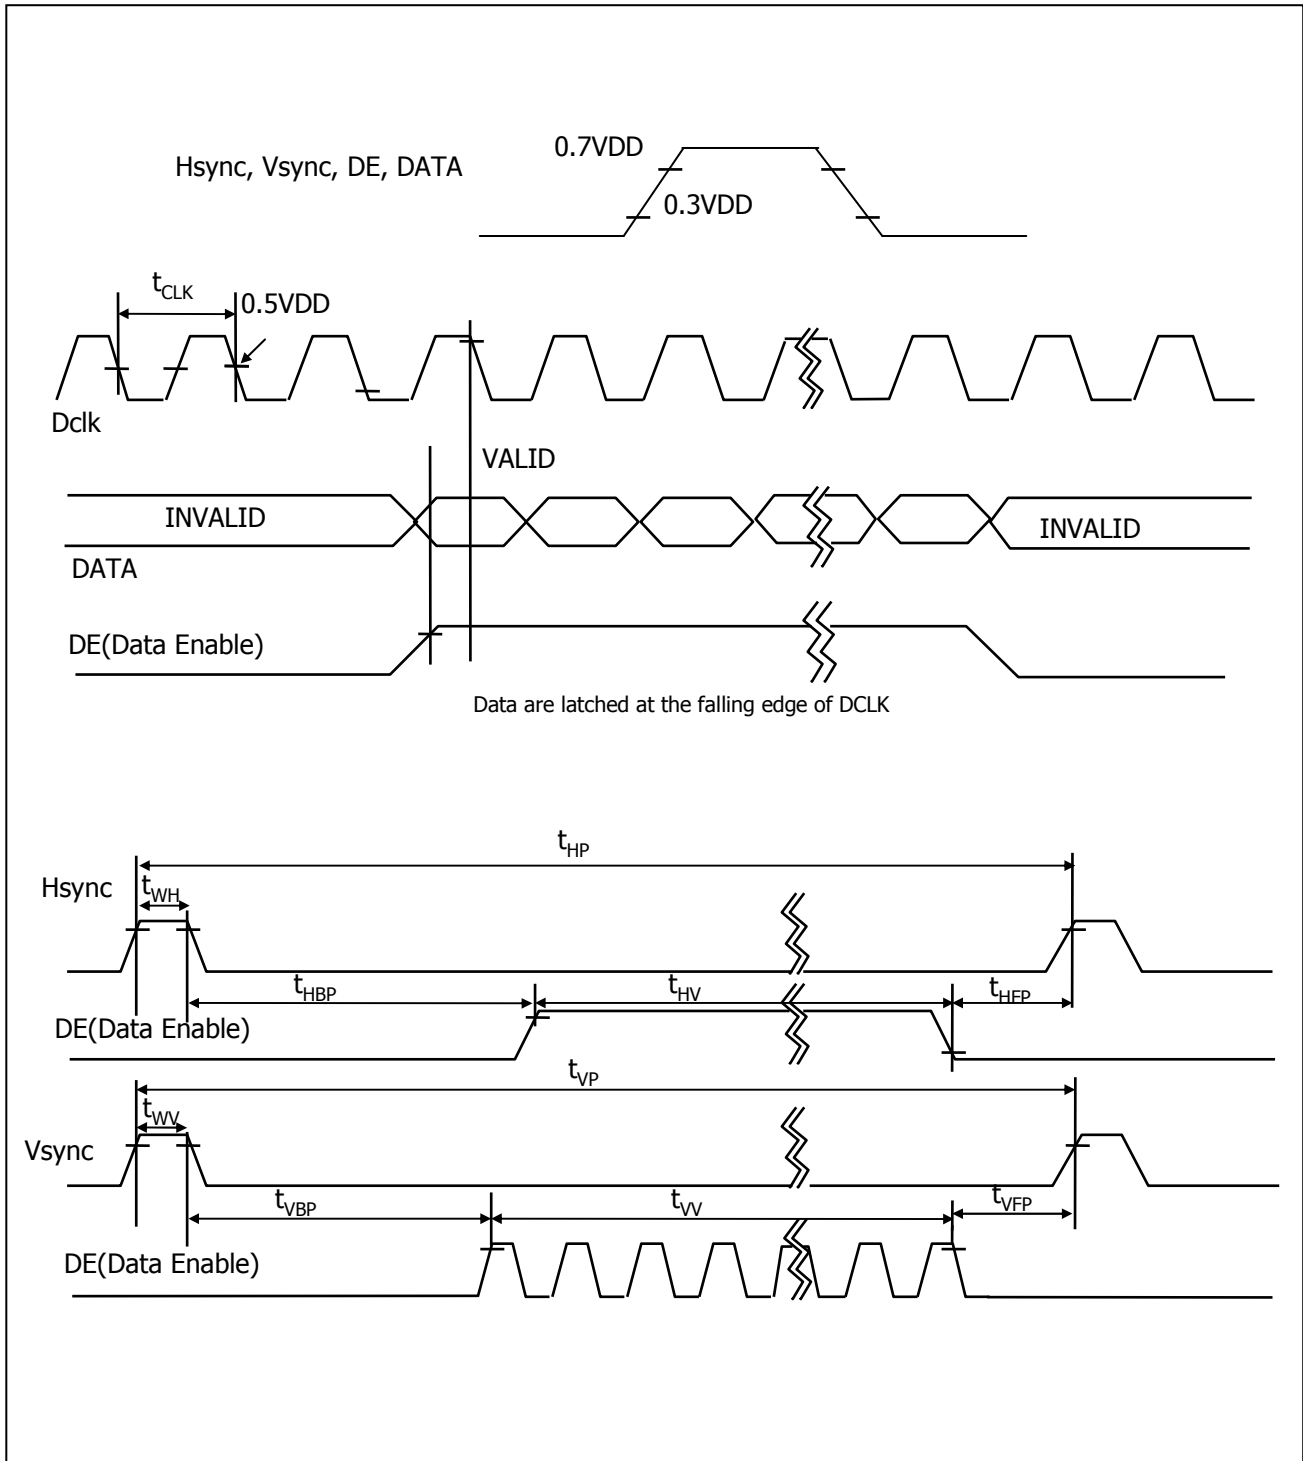 0.7VDD
Hsync, Vsync, DE, DATA
0.3VDD
tCLK
0.5VDD
Dclk
VALID
INVALID
INVALID
DATA
DE(Data Enable)
Data are latched at the falling edge of DCLK
tHP
Hsync
tWH
tHBP
tHV
tHFP
DE(Data Enable)
tVP
tWV
Vsync
tVBP
tVV
tVFP
DE(Data Enable)